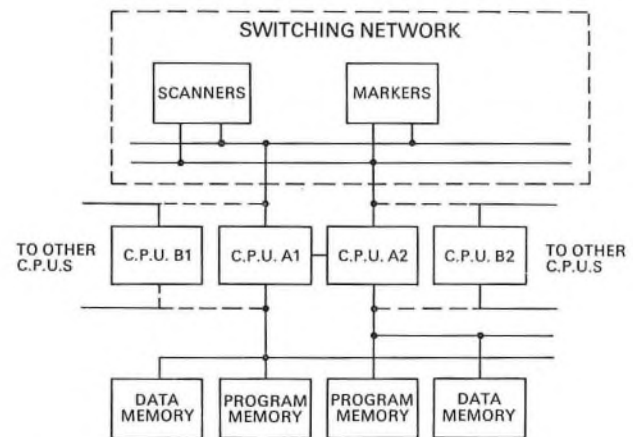 SWITCHING NETWORK
SCANNERS
MARKERS
TO OTHER
C.P.U.S
C.P.U. B1
C.P.U. A1
C.P.U. A2
C.P.U. B2
TO OTHER
C.P.U.S
DATA
MEMORY
PROGRAM
MEMORY
PROGRAM
MEMORY
DATA
MEMORY